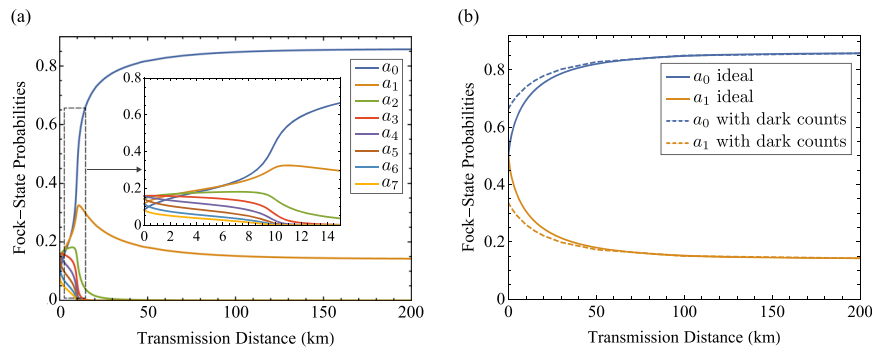 (a)
Fock−State Probabilities
0.8
0.6
0.4
0.2
0
0.8
0.6
0.4
0.2
0
0 2 4 6 8 10 12 14
a0
a1
a2
a3
a4
a5
a6
a7
0 50 100 150 200
Transmission Distance (km)
(b)
Fock−State Probabilities
0.8
0.6
0.4
0.2
0
a0 ideal
a1 ideal
a0 with dark counts
a1 with dark counts
0 50 100 150 200
Transmission Distance (km)